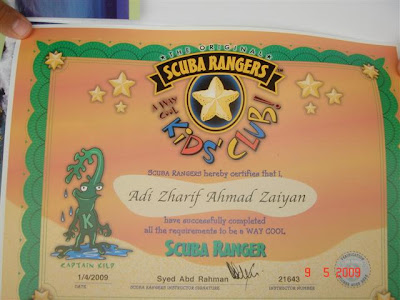 THE ORIGINAL
SCUBA RANGERS
A WAY
COOL
KiDS' CLUB!
SCUBA RANGERS hereby certifies that I,
Adi Zharif Ahmad Zaiyan
have successfully completed
all the requirements to be a WAY COOL
SCUBA RANGER
K
CAPTAIN KELP
1/4/2009
Syed Abd Rahman
21643
9 5 2009
DATE
SCUBA RANGERS INSTRUCTOR SIGNATURE
INSTRUCTOR NUMBER